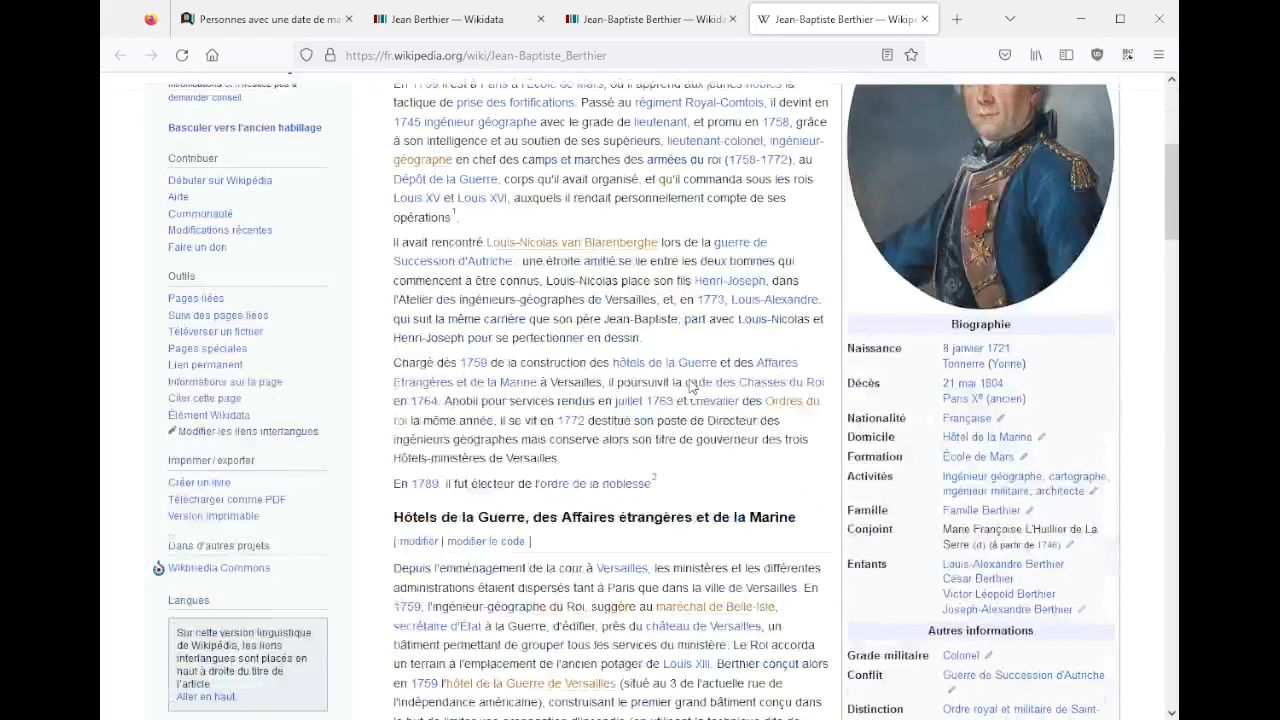 Personnes avec une date de ma
Jean Berthier — Wikidata
Jean-Baptiste Berthier — Wikida
Jean-Baptiste Berthier — Wikipe
https://fr.wikipedia.org/wiki/Jean-Baptiste_Berthier
demander conseil.
Basculer vers l'ancien habillage
Contribuer
Débuter sur Wikipédia
Aide
Communauté
Modifications récentes
Faire un don
Outils
Pages liées
Suivi des pages liées
Téléverser un fichier
Pages spéciales
Lien permanent
Informations sur la page
Citer cette page
Élément Wikidata
Modifier les liens interlangues
Imprimer / exporter
Créer un livre
Télécharger comme PDF
Version imprimable
Dans d'autres projets
Wikimedia Commons
Langues
Sur cette version linguistique
de Wikipédia, les liens
interlangues sont placés en
haut à droite du titre de
l'article.
Aller en haut.
tactique de prise des fortifications. Passé au régiment Royal-Comtois, il devint en
1745 ingénieur géographe avec le grade de lieutenant, et promu en 1758, grâce
à son intelligence et au soutien de ses supérieurs, lieutenant-colonel, ingénieur-
géographe en chef des camps et marches des armées du roi (1758-1772), au
Dépôt de la Guerre, corps qu'il avait organisé, et qu'il commanda sous les rois
Louis XV et Louis XVI, auxquels il rendait personnellement compte de ses
opérations1.
Il avait rencontré Louis-Nicolas van Blarenberghe lors de la guerre de
Succession d'Autriche une étroite amitié se lie entre les deux hommes qui
commencent à être connus, Louis-Nicolas place son fils Henri-Joseph, dans
l'Atelier des ingénieurs-géographes de Versailles, et, en 1773, Louis-Alexandre,
qui suit la même carrière que son père Jean-Baptiste, part avec Louis-Nicolas et
Henri-Joseph pour se perfectionner en dessin.
Chargé dès 1759 de la construction des hôtels de la Guerre et des Affaires
Étrangères et de la Marine à Versailles, il poursuivit la des Chasses du Roi
en 1764. Anobli pour services rendus en juillet 1763 et chevalier des Ordres du
roi la même année, il se vit en 1772 destitué son poste de Directeur des
ingénieurs géographes mais conserve alors son titre de gouverneur des trois
Hôtels-ministères de Versailles.
En 1789, il fut électeur de l'ordre de la noblesse2
Hôtels de la Guerre, des Affaires étrangères et de la Marine
[ modifier | modifier le code ]
Depuis l'emménagement de la cour à Versailles, les ministères et les différentes
administrations étaient dispersés tant à Paris que dans la ville de Versailles. En
1759, l'ingénieur-géographe du Roi, suggère au maréchal de Belle-Isle,
secrétaire d'État à la Guerre, d'édifier, près du château de Versailles, un
bâtiment permettant de grouper tous les services du ministère. Le Roi accorda
un terrain à l'emplacement de l'ancien potager de Louis XIII. Berthier conçut alors
en 1759 l'hôtel de la Guerre de Versailles (situé au 3 de l'actuelle rue de
l'Indépendance américaine), construisant le premier grand bâtiment conçu dans
Biographie
Naissance 8 janvier 1721
Tonnerre (Yonne)
Décès 21 mai 1804
Paris Xe (ancien)
Nationalité Française
Domicile Hôtel de la Marine
Formation École de Mars
Activités Ingénieur géographe, cartographe,
ingénieur militaire, architecte
Famille Famille Berthier
Conjoint Marie Françoise L'Huillier de La
Serre (d) (à partir de 1746)
Enfants Louis-Alexandre Berthier
César Berthier
Victor Léopold Berthier
Joseph-Alexandre Berthier
Autres informations
Grade militaire Colonel
Conflit Guerre de Succession d'Autriche
Distinction Ordre royal et militaire de Saint-